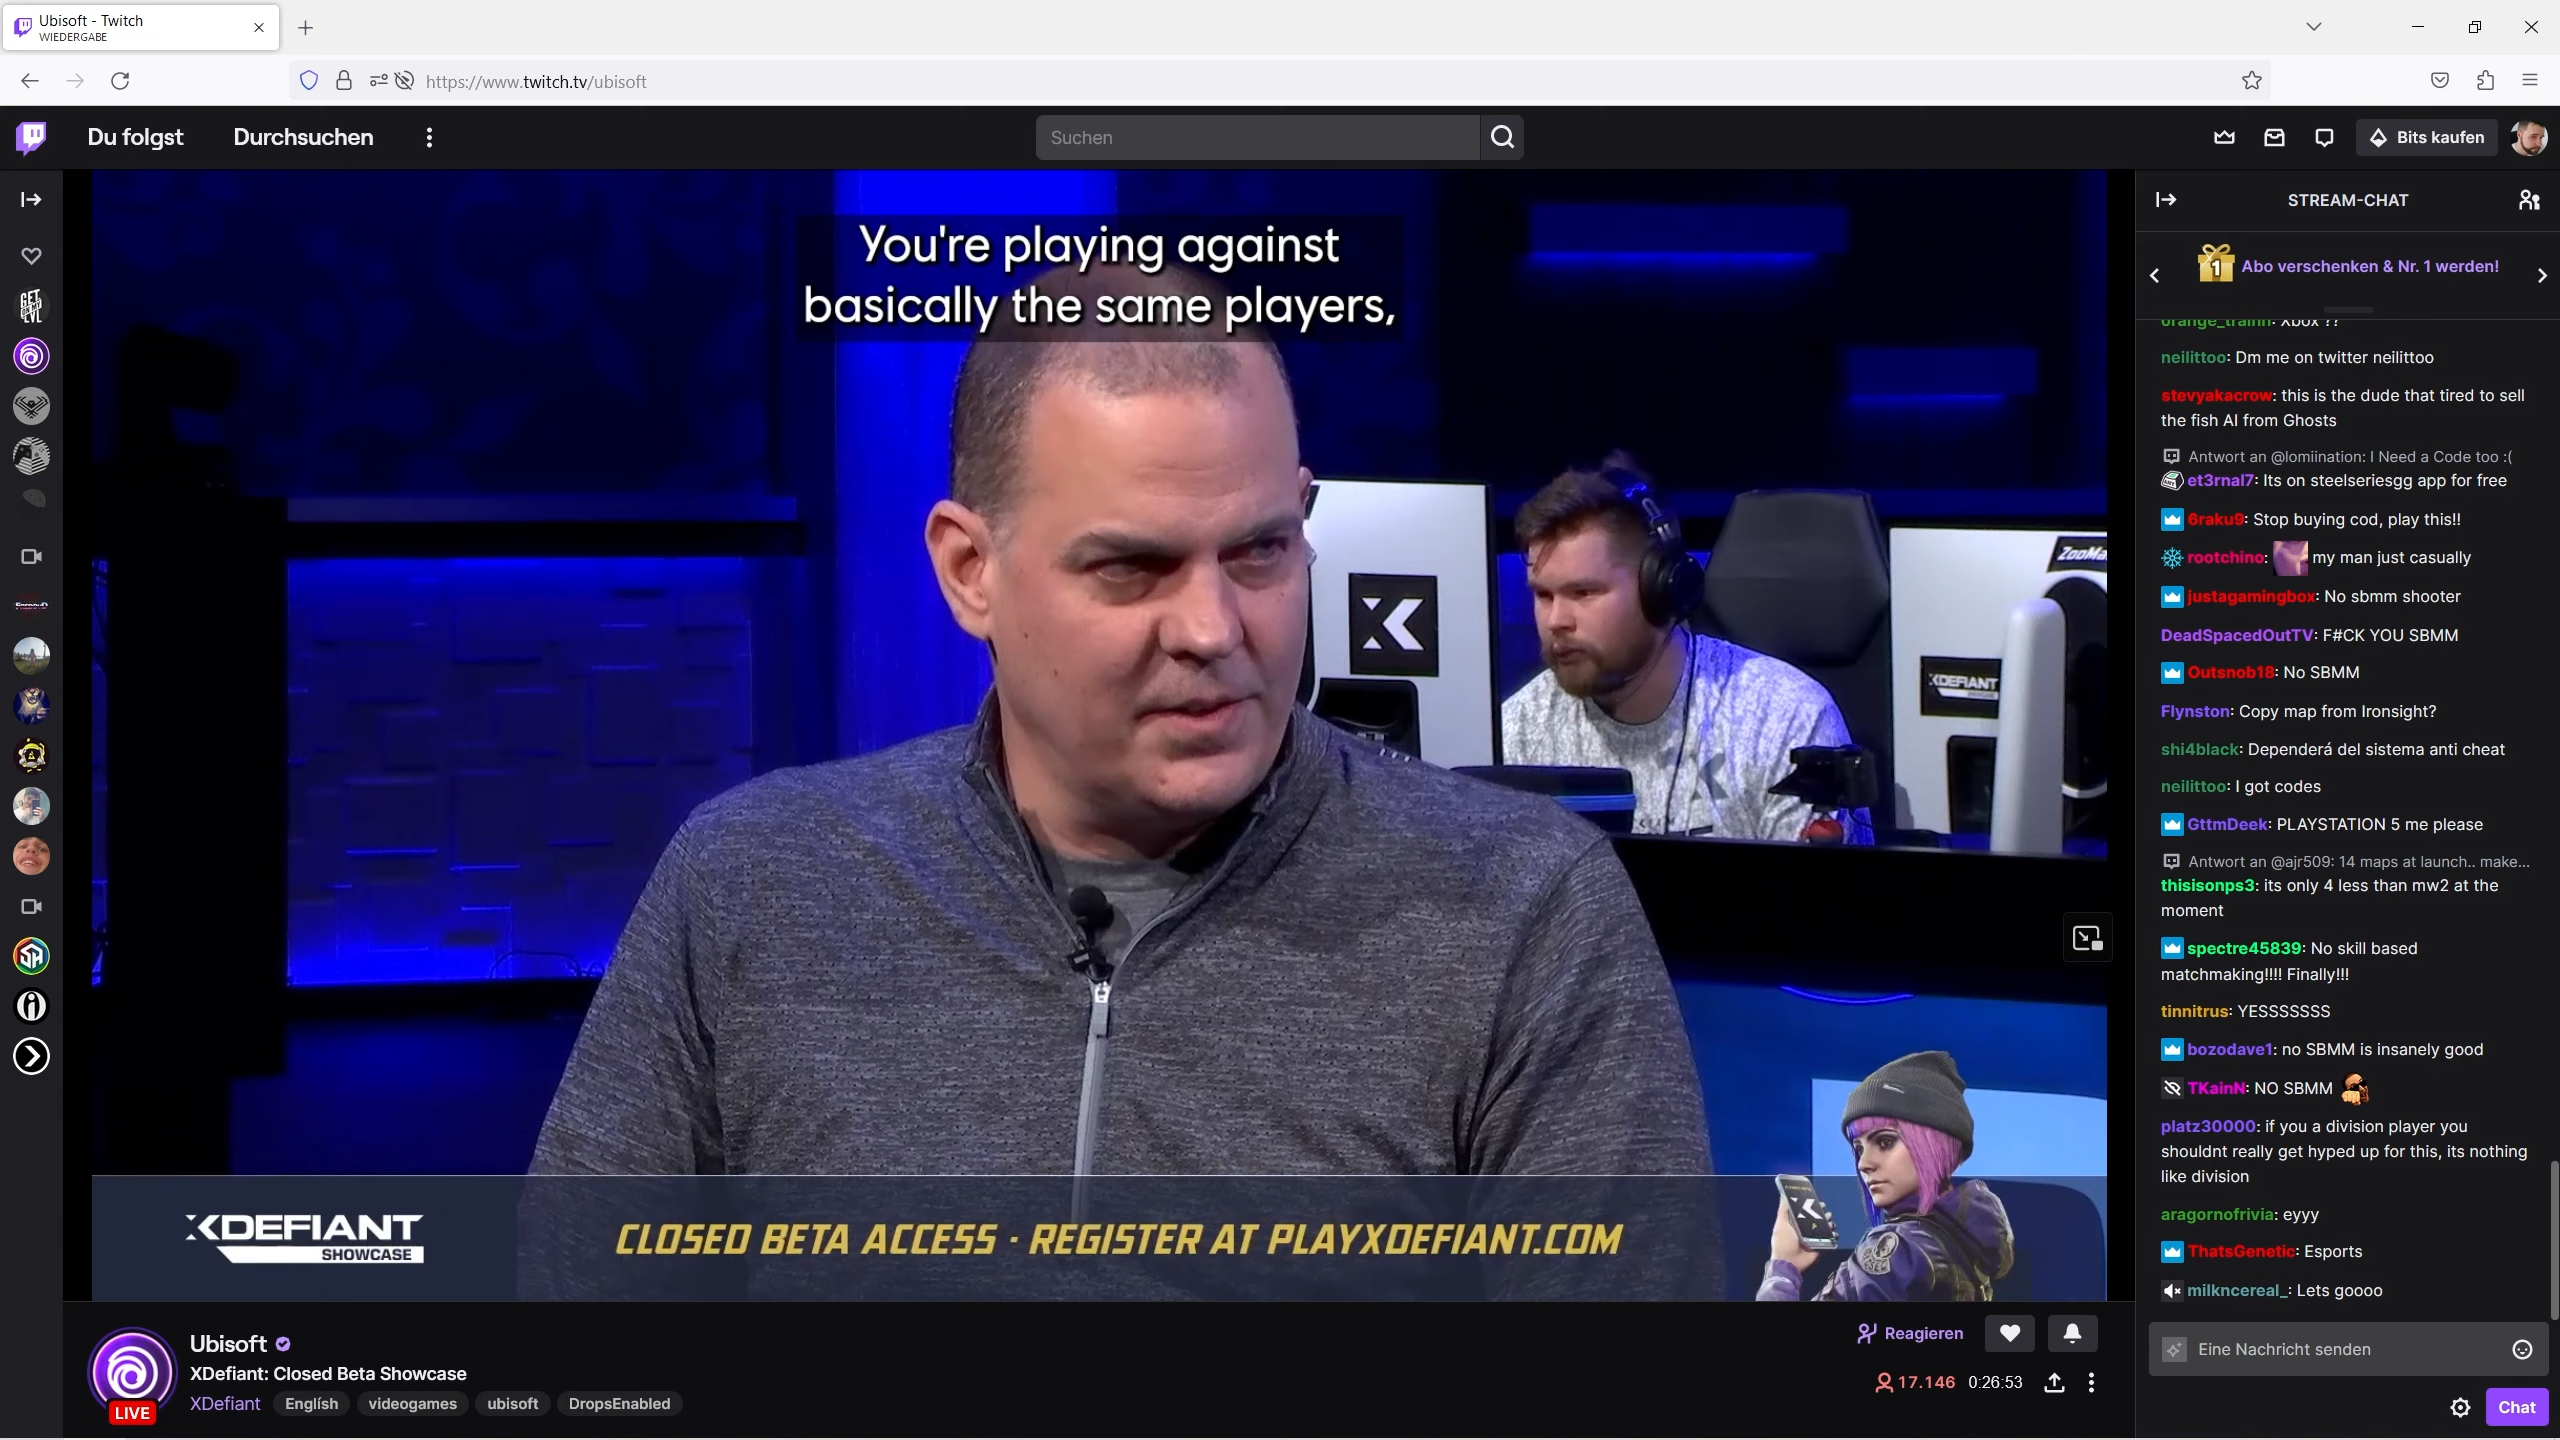 Ubisoft - Twitch
WIEDERGABE
https://www.twitch.tv/ubisoft
Du folgst
Durchsuchen
Suchen
Bits kaufen
GET
LVL
You're playing against
basically the same players,
XDEFIANT
SHOWCASE
CLOSED BETA ACCESS · REGISTER AT PLAYXDEFIANT.COM
XDEFIANT
Ubisoft
XDefiant: Closed Beta Showcase
XDefiant
English
videogames
ubisoft
DropsEnabled
LIVE
Reagieren
17.146
0:26:53
STREAM-CHAT
1
Abo verschenken & Nr. 1 werden!
orange_trainn: Xbox ??
neilittoo: Dm me on twitter neilittoo
stevyakacrow: this is the dude that tired to sell
the fish AI from Ghosts
Antwort an @lomiination: I Need a Code too :(
et3rnal7: Its on steelseriesgg app for free
6raku9: Stop buying cod, play this!!
rootchino: my man just casually
justagamingbox: No sbmm shooter
DeadSpacedOutTV: F#CK YOU SBMM
Outsnob18: No SBMM
Flynston: Copy map from Ironsight?
shi4black: Dependerá del sistema anti cheat
neilittoo: I got codes
GttmDeek: PLAYSTATION 5 me please
Antwort an @ajr509: 14 maps at launch.. make...
thisisonps3: its only 4 less than mw2 at the
moment
spectre45839: No skill based
matchmaking!!!! Finally!!!
tinnitrus: YESSSSSSS
bozodave1: no SBMM is insanely good
TKainN: NO SBMM
platz30000: if you a division player you
shouldnt really get hyped up for this, its nothing
like division
aragornofrivia: eyyy
ThatsGenetic: Esports
milkncereal_: Lets goooo
Eine Nachricht senden
Chat